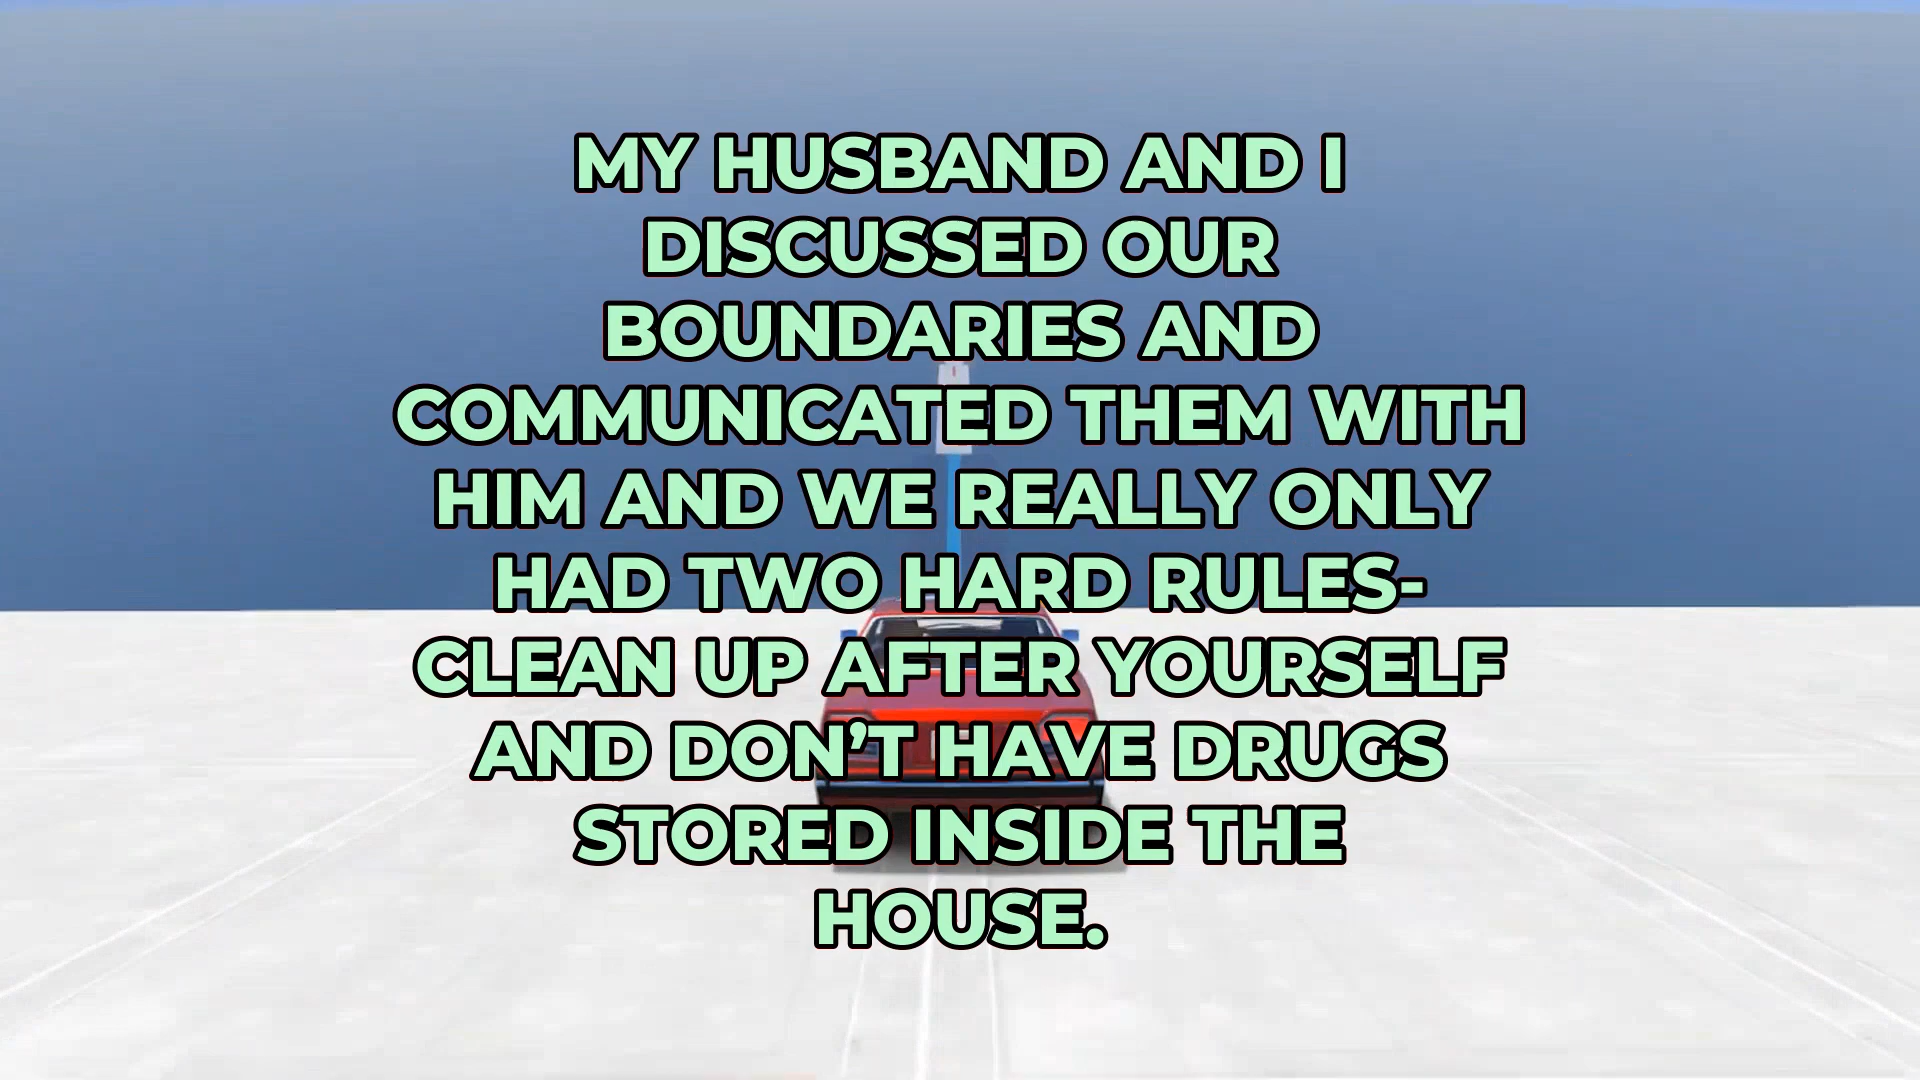 MY HUSBAND AND I
DISCUSSED OUR
BOUNDARIES AND
COMMUNICATED THEM WITH
HIM AND WE REALLY ONLY
HAD TWO HARD RULES-
CLEAN UP AFTER YOURSELF
AND DON’T HAVE DRUGS
STORED INSIDE THE
HOUSE.